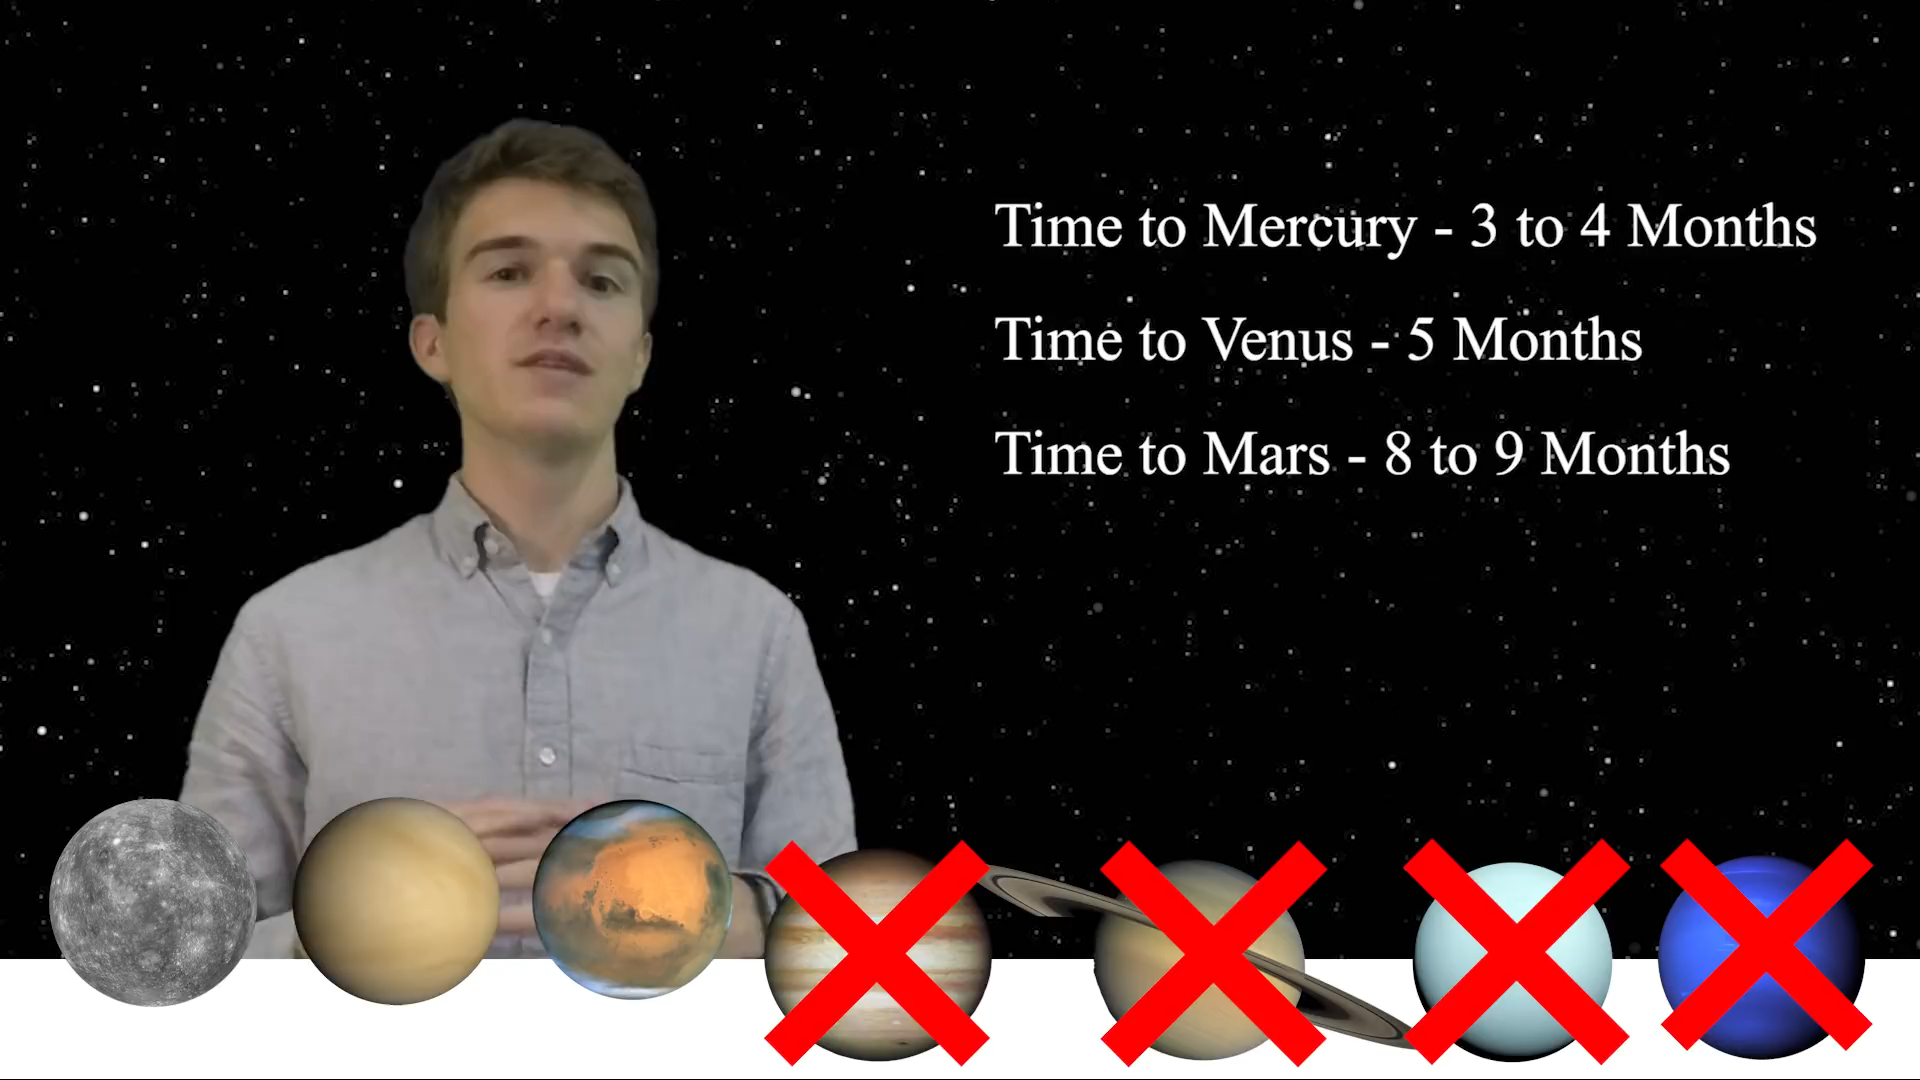 Time to Mercury - 3 to 4 Months
Time to Venus - 5 Months
Time to Mars - 8 to 9 Months